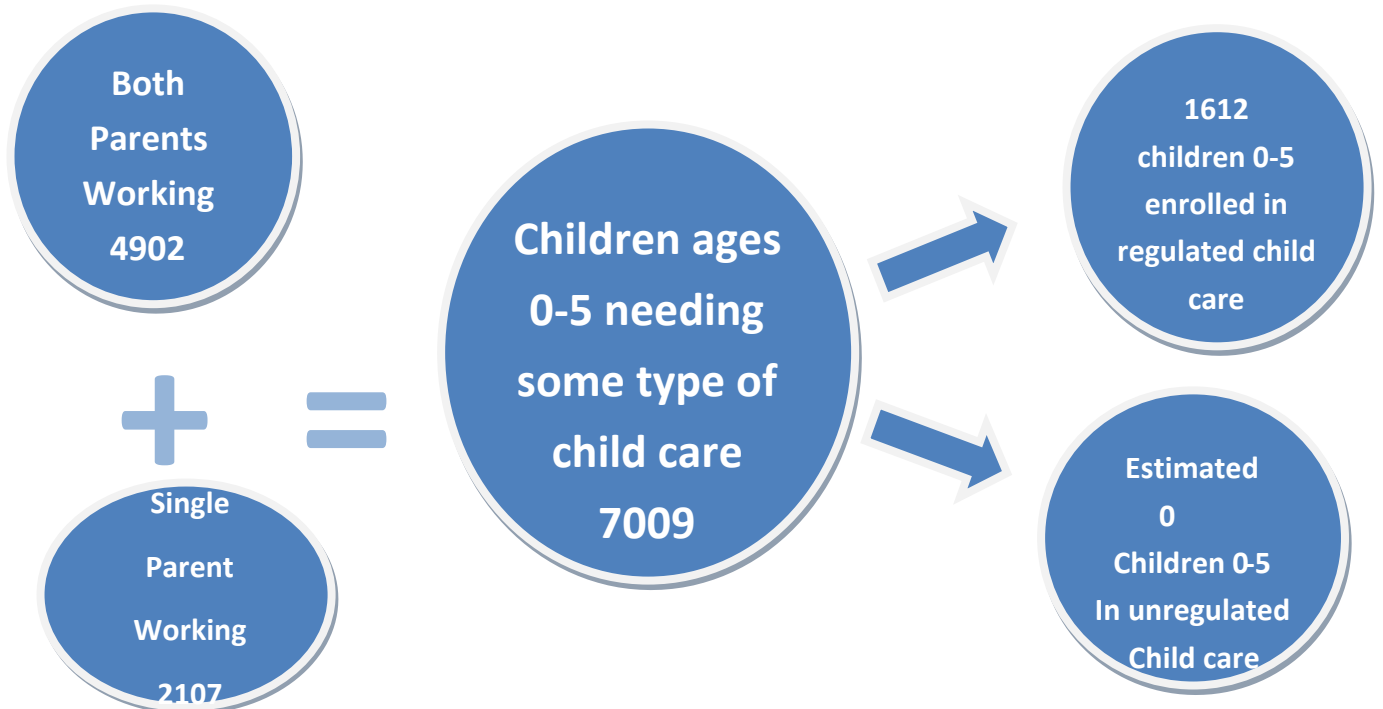 Both
Parents
Working
4902
+
=
Single
Parent
Working
2107
Children ages
0-5 needing
some type of
child care
7009
1612
children 0-5
enrolled in
regulated child
care
Estimated
0
Children 0-5
In unregulated
Child care